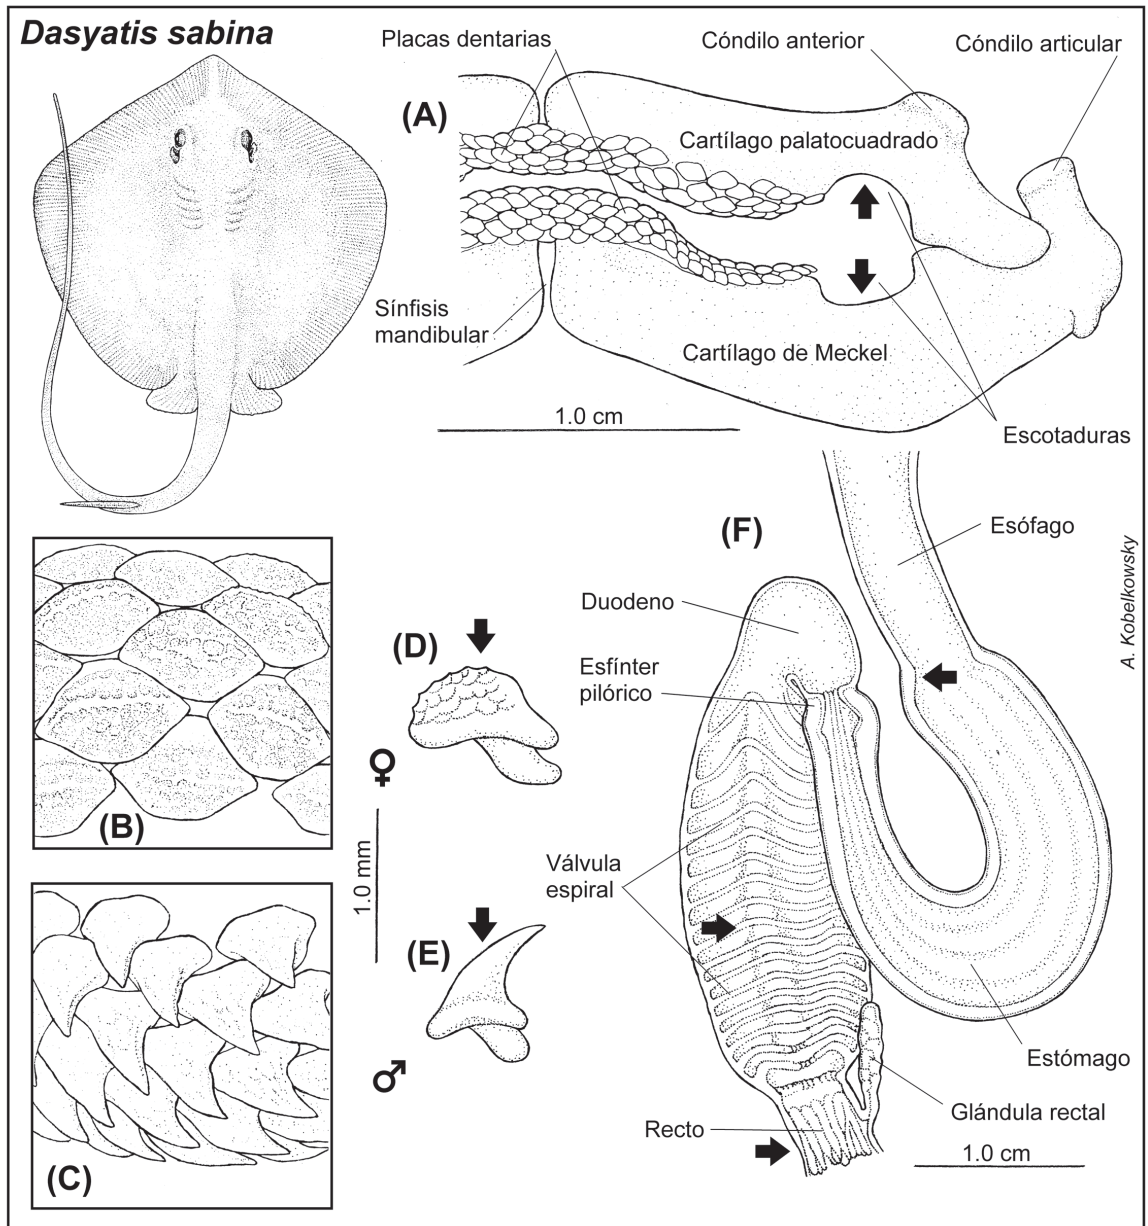 Dasyatis sabina
Placas dentarias
Cóndilo anterior
Cóndilo articular
(A)
Cartílago palatocuadrado
Sínfisis
mandibular
Cartílago de Meckel
1.0 cm
Escotaduras
(F)
Esófago
A. Kobelkowsky
Duodeno
(D)
Esfínter
pilórico
♀
(B)
1.0 mm
Válvula
espiral
(E)
♂
Estómago
Glándula rectal
Recto
1.0 cm
(C)